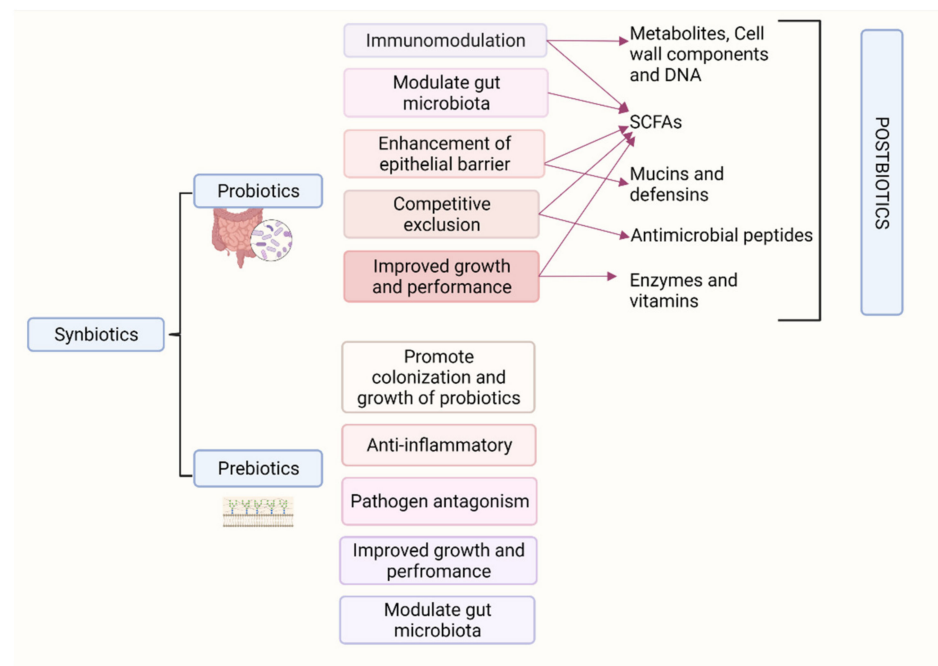 Synbiotics
Probiotics
Immunomodulation
Modulate gut
microbiota
Enhancement of
epithelial barrier
Competitive
exclusion
Improved growth
and performance
Metabolites, Cell
wall components
and DNA
SCFAs
Mucins and
defensins
Antimicrobial peptides
Enzymes and
vitamins
POSTBIOTICS
Prebiotics
Promote
colonization and
growth of probiotics
Anti-inflammatory
Pathogen antagonism
Improved growth and
perfromance
Modulate gut
microbiota